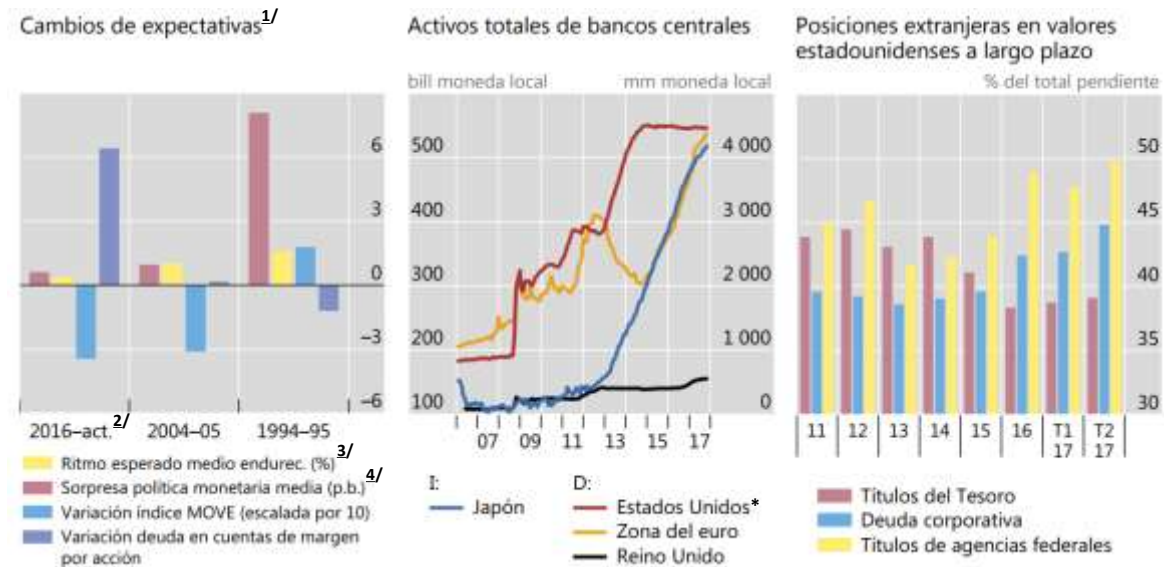 Cambios de expectativas1/
6
3
0
–3
–6
2016–act.2/
2004–05
1994–95
Ritmo esperado medio endurec. (%)3/
Sorpresa política monetaria media (p.b.)4/
Variación índice MOVE (escalada por 10)
Variación deuda en cuentas de margen
por acción
Activos totales de bancos centrales
bill moneda local
mm moneda local
500
400
300
200
100
4 000
3 000
2 000
1 000
0
07 09 11 13 15 17
I:
Japón
D:
Estados Unidos*
Zona del euro
Reino Unido
Posiciones extranjeras en valores
estadounidenses a largo plazo
% del total pendiente
50
45
40
35
30
11 12 13 14 15 16 T1 T2
17 17
Títulos del Tesoro
Deuda corporativa
Títulos de agencias federales